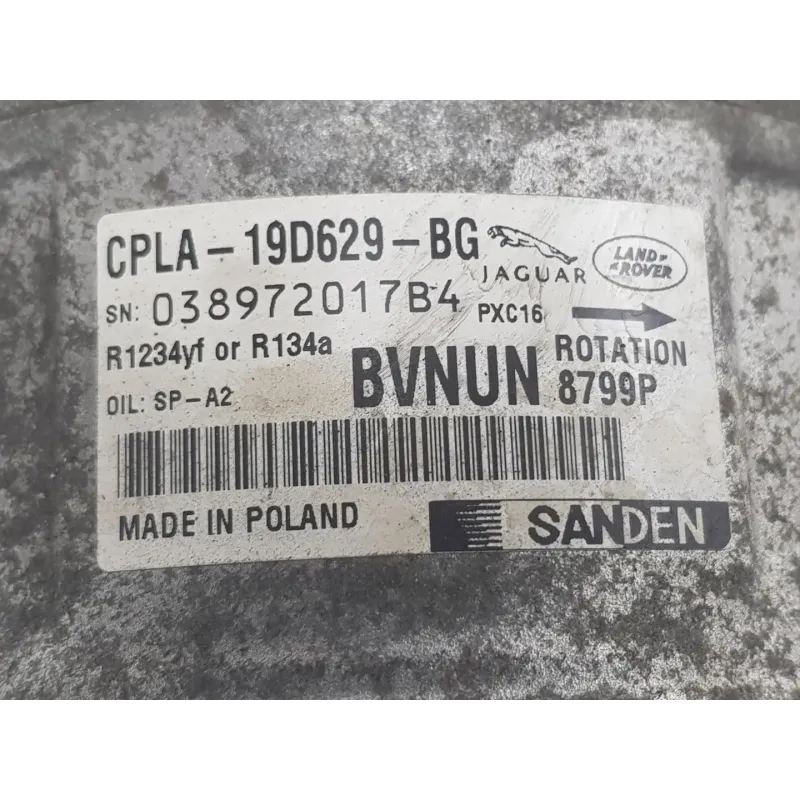 CPLA-19D629-BG JAGUAR LAND-ROVER
SN: 038972017B4 PXC16
R1234yf or R134a BVNUN ROTATION
OIL: SP-A2 8799P
MADE IN POLAND SANDEN